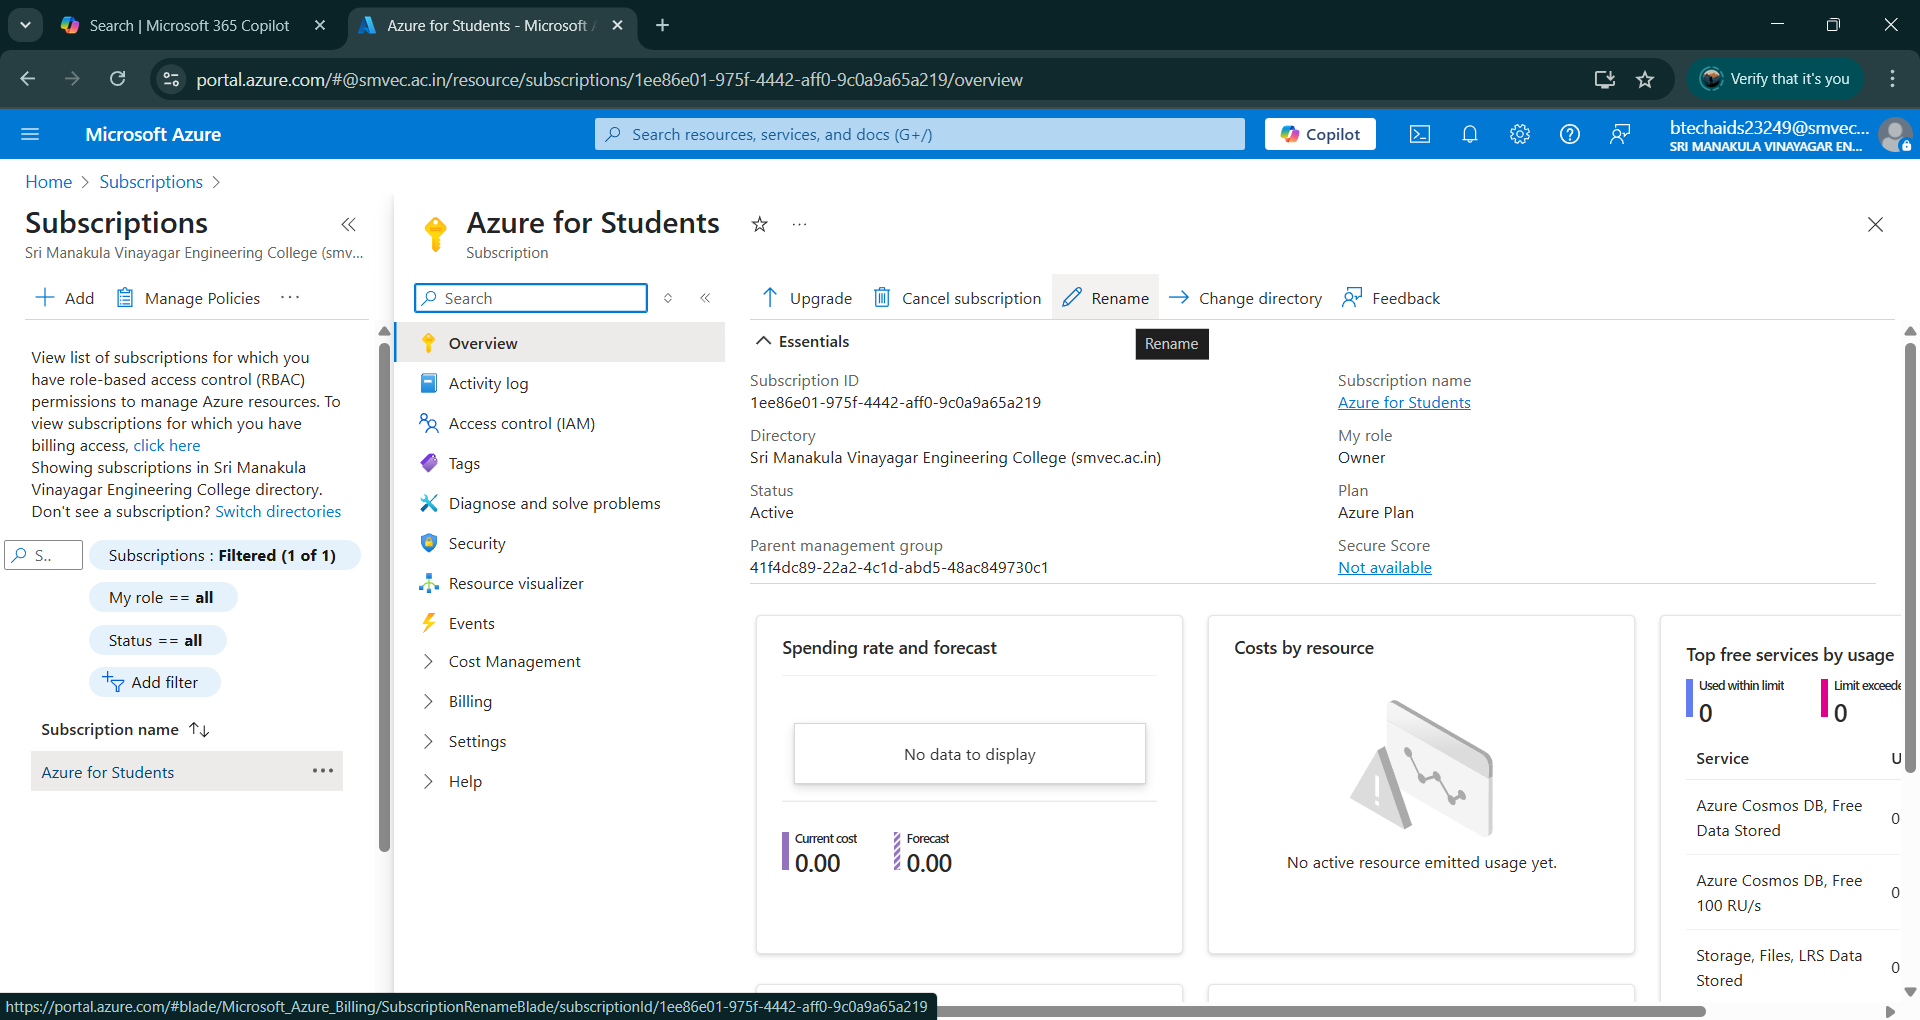 Search | Microsoft 365 Copilot
Azure for Students - Microsoft
portal.azure.com/#@smvec.ac.in/resource/subscriptions/1ee86e01-975f-4442-aff0-9c0a9a65a219/overview
Verify that it's you
Microsoft Azure
Search resources, services, and docs (G+/)
Copilot
btechaids23249@smvec...
SRI MANAKULA VINAYAGAR EN...
Home > Subscriptions >
Subscriptions
Sri Manakula Vinayagar Engineering College (smv...
Add
Manage Policies
...
View list of subscriptions for which you
have role-based access control (RBAC)
permissions to manage Azure resources. To
view subscriptions for which you have
billing access, click here
Showing subscriptions in Sri Manakula
Vinayagar Engineering College directory.
Don't see a subscription? Switch directories
S..
Subscriptions : Filtered (1 of 1)
My role == all
Status == all
Add filter
Subscription name
Azure for Students
...
Azure for Students
...
Subscription
Search
Overview
Activity log
Access control (IAM)
Tags
Diagnose and solve problems
Security
Resource visualizer
Events
Cost Management
Billing
Settings
Help
Upgrade
Cancel subscription
Rename
Change directory
Feedback
Rename
Essentials
Subscription ID
1ee86e01-975f-4442-aff0-9c0a9a65a219
Directory
Sri Manakula Vinayagar Engineering College (smvec.ac.in)
Status
Active
Parent management group
41f4dc89-22a2-4c1d-abd5-48ac849730c1
Subscription name
Azure for Students
My role
Owner
Plan
Azure Plan
Secure Score
Not available
Spending rate and forecast
No data to display
Current cost
0.00
Forecast
0.00
Costs by resource
No active resource emitted usage yet.
Top free services by usage
Used within limit
0
Limit exceede
0
Service
U
Azure Cosmos DB, Free
Data Stored
0
Azure Cosmos DB, Free
100 RU/s
0
Storage, Files, LRS Data
Stored
0
https://portal.azure.com/#blade/Microsoft_Azure_Billing/SubscriptionRenameBlade/subscriptionId/1ee86e01-975f-4442-aff0-9c0a9a65a219